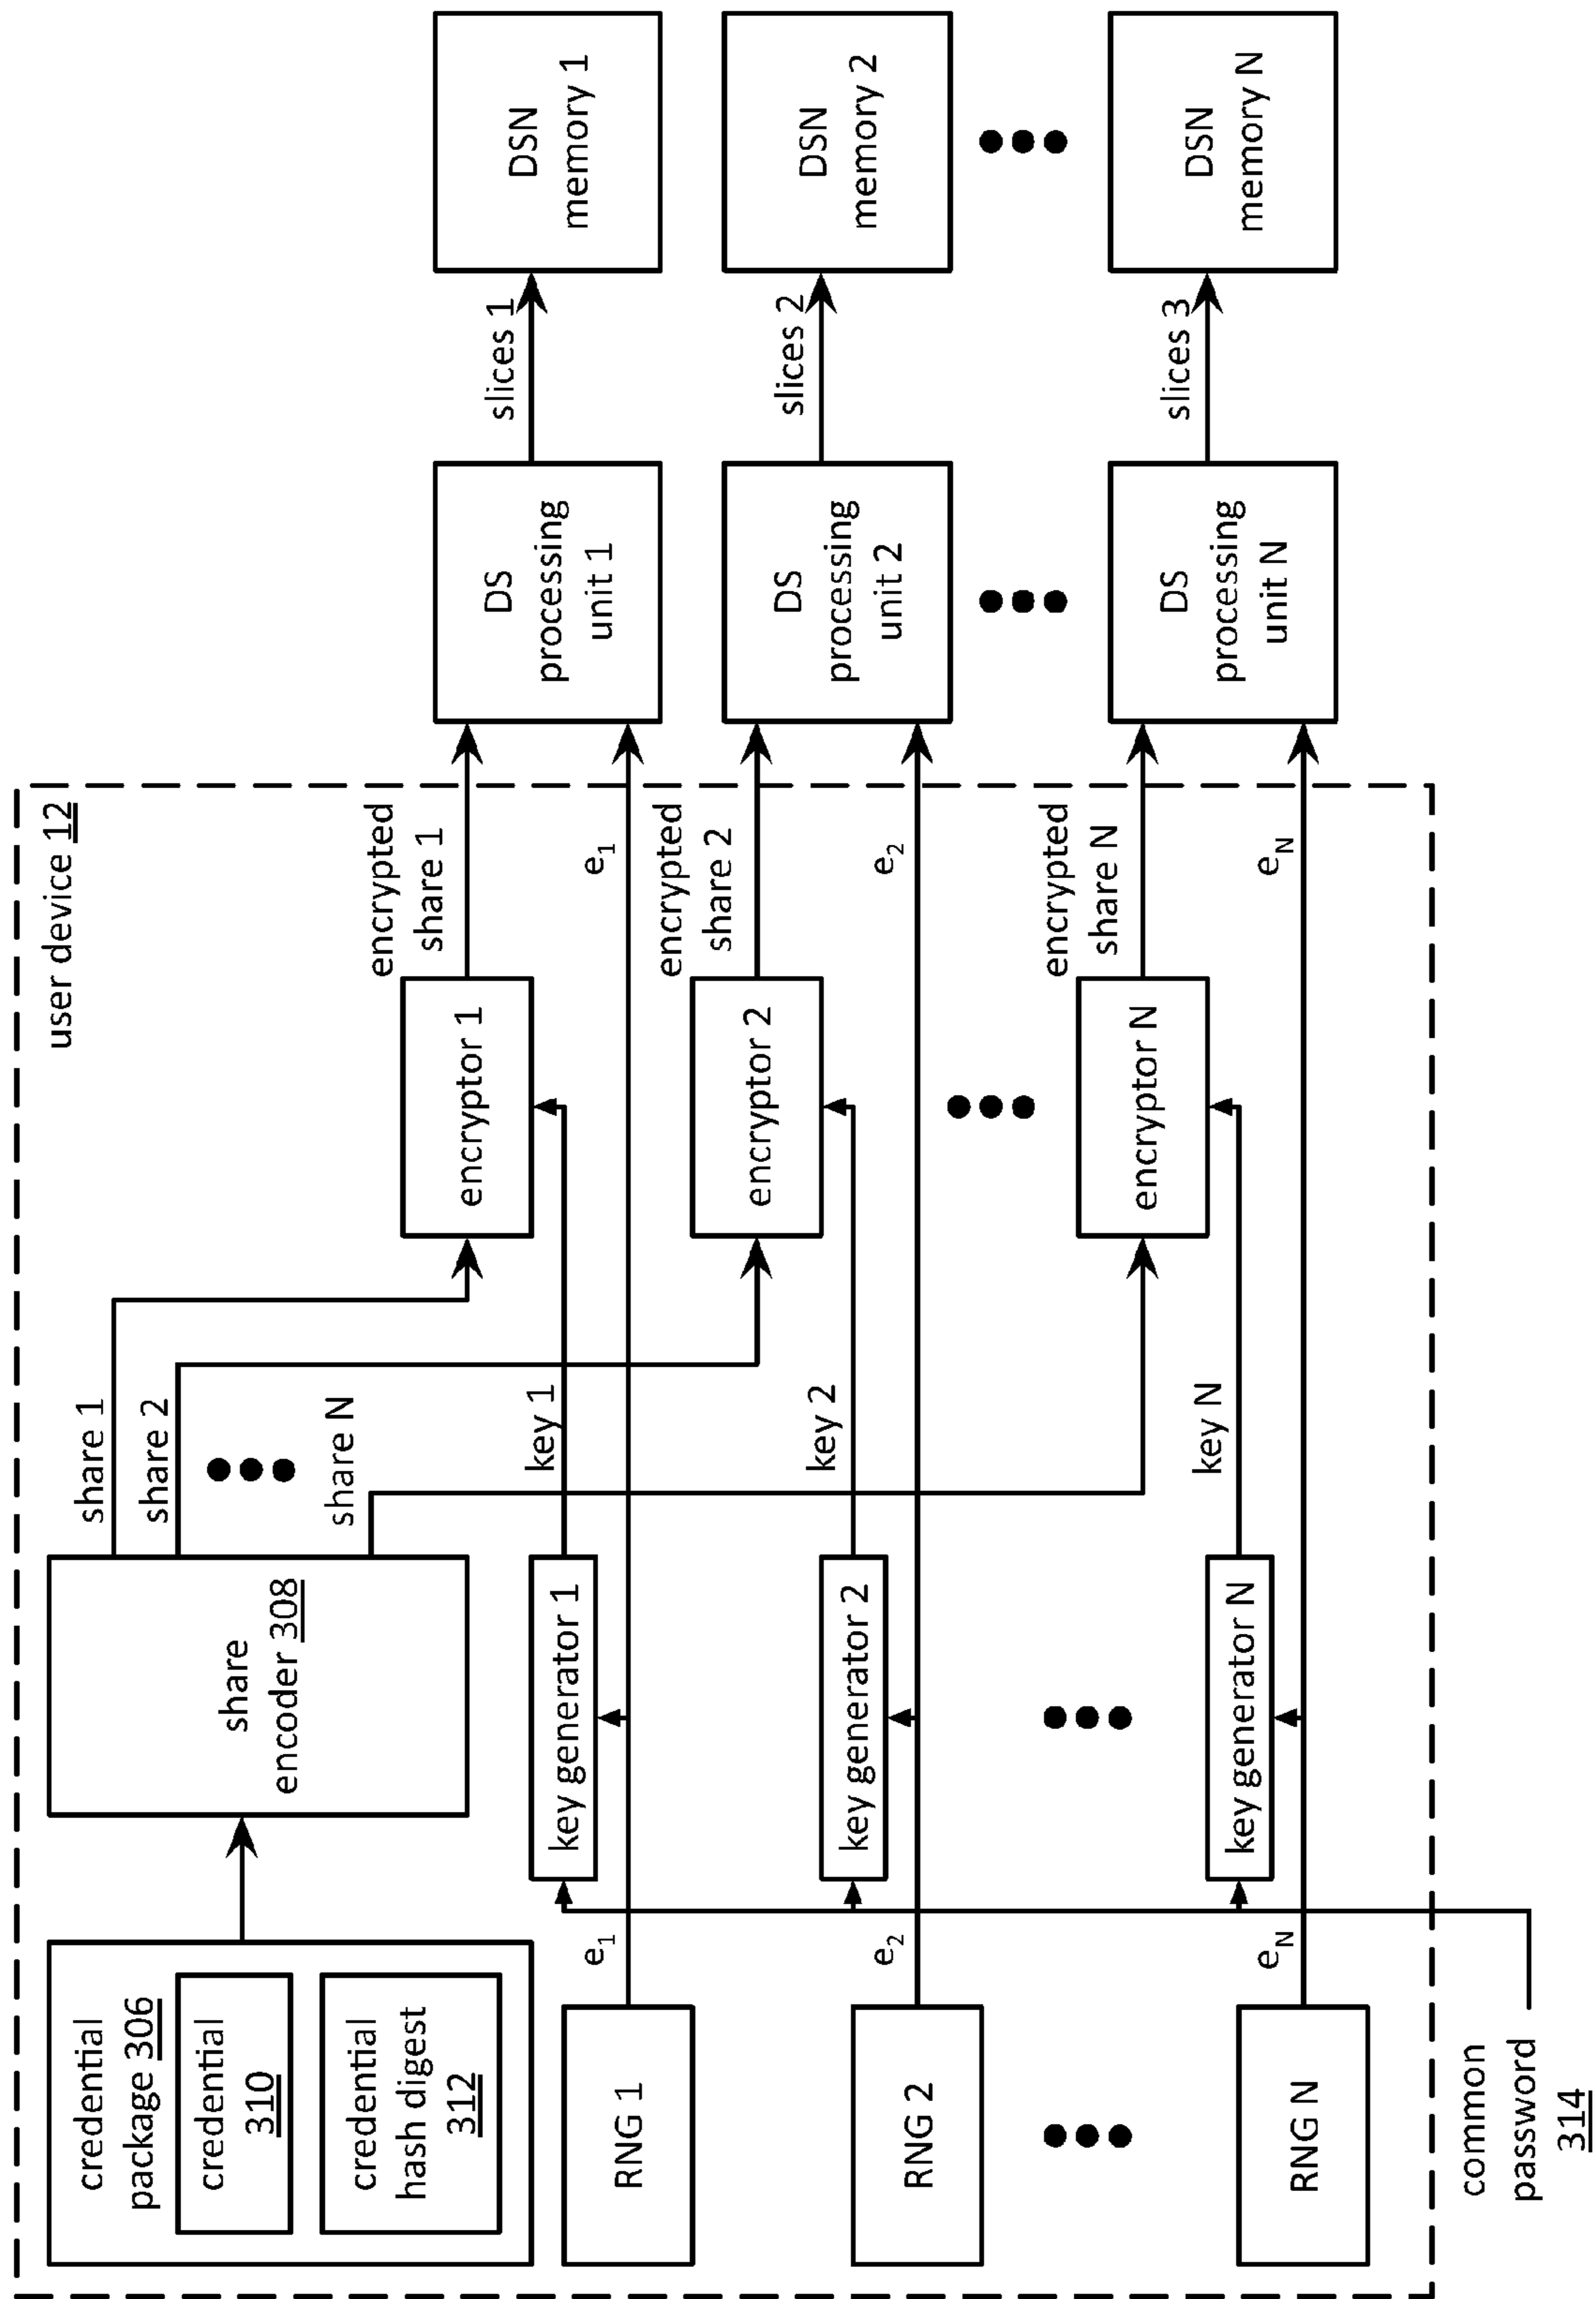 user device 12
credential
package 306
credential
310
credential
hash digest
312
share
encoder 308
share 1
share 2
share N
RNG 1
e1
key generator 1
key 1
encryptor 1
encrypted
share 1
e1
DS
processing
unit 1
slices 1
DSN
memory 1
RNG 2
e2
key generator 2
key 2
encryptor 2
encrypted
share 2
e2
DS
processing
unit 2
slices 2
DSN
memory 2
RNG N
eN
key generator N
key N
encryptor N
encrypted
share N
eN
DS
processing
unit N
slices 3
DSN
memory N
common
password
314